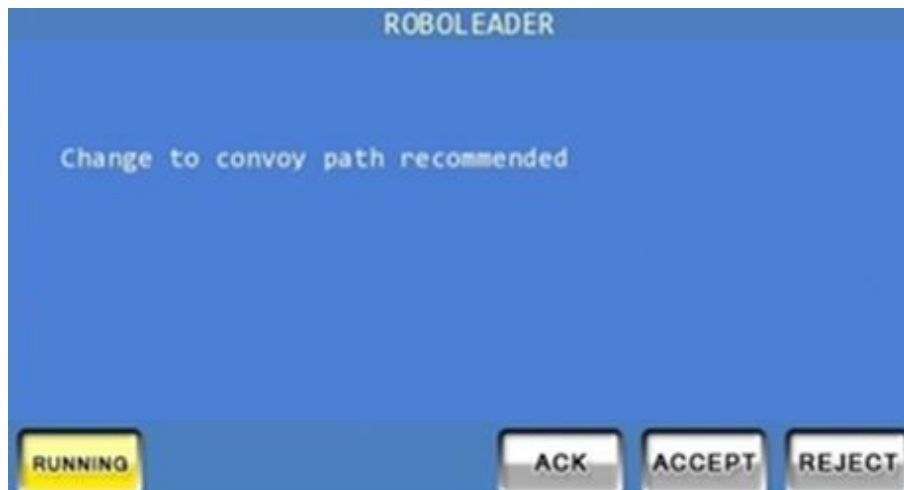 ROBOLEADER
Change to convoy path recommended
RUNNING ACK ACCEPT REJECT